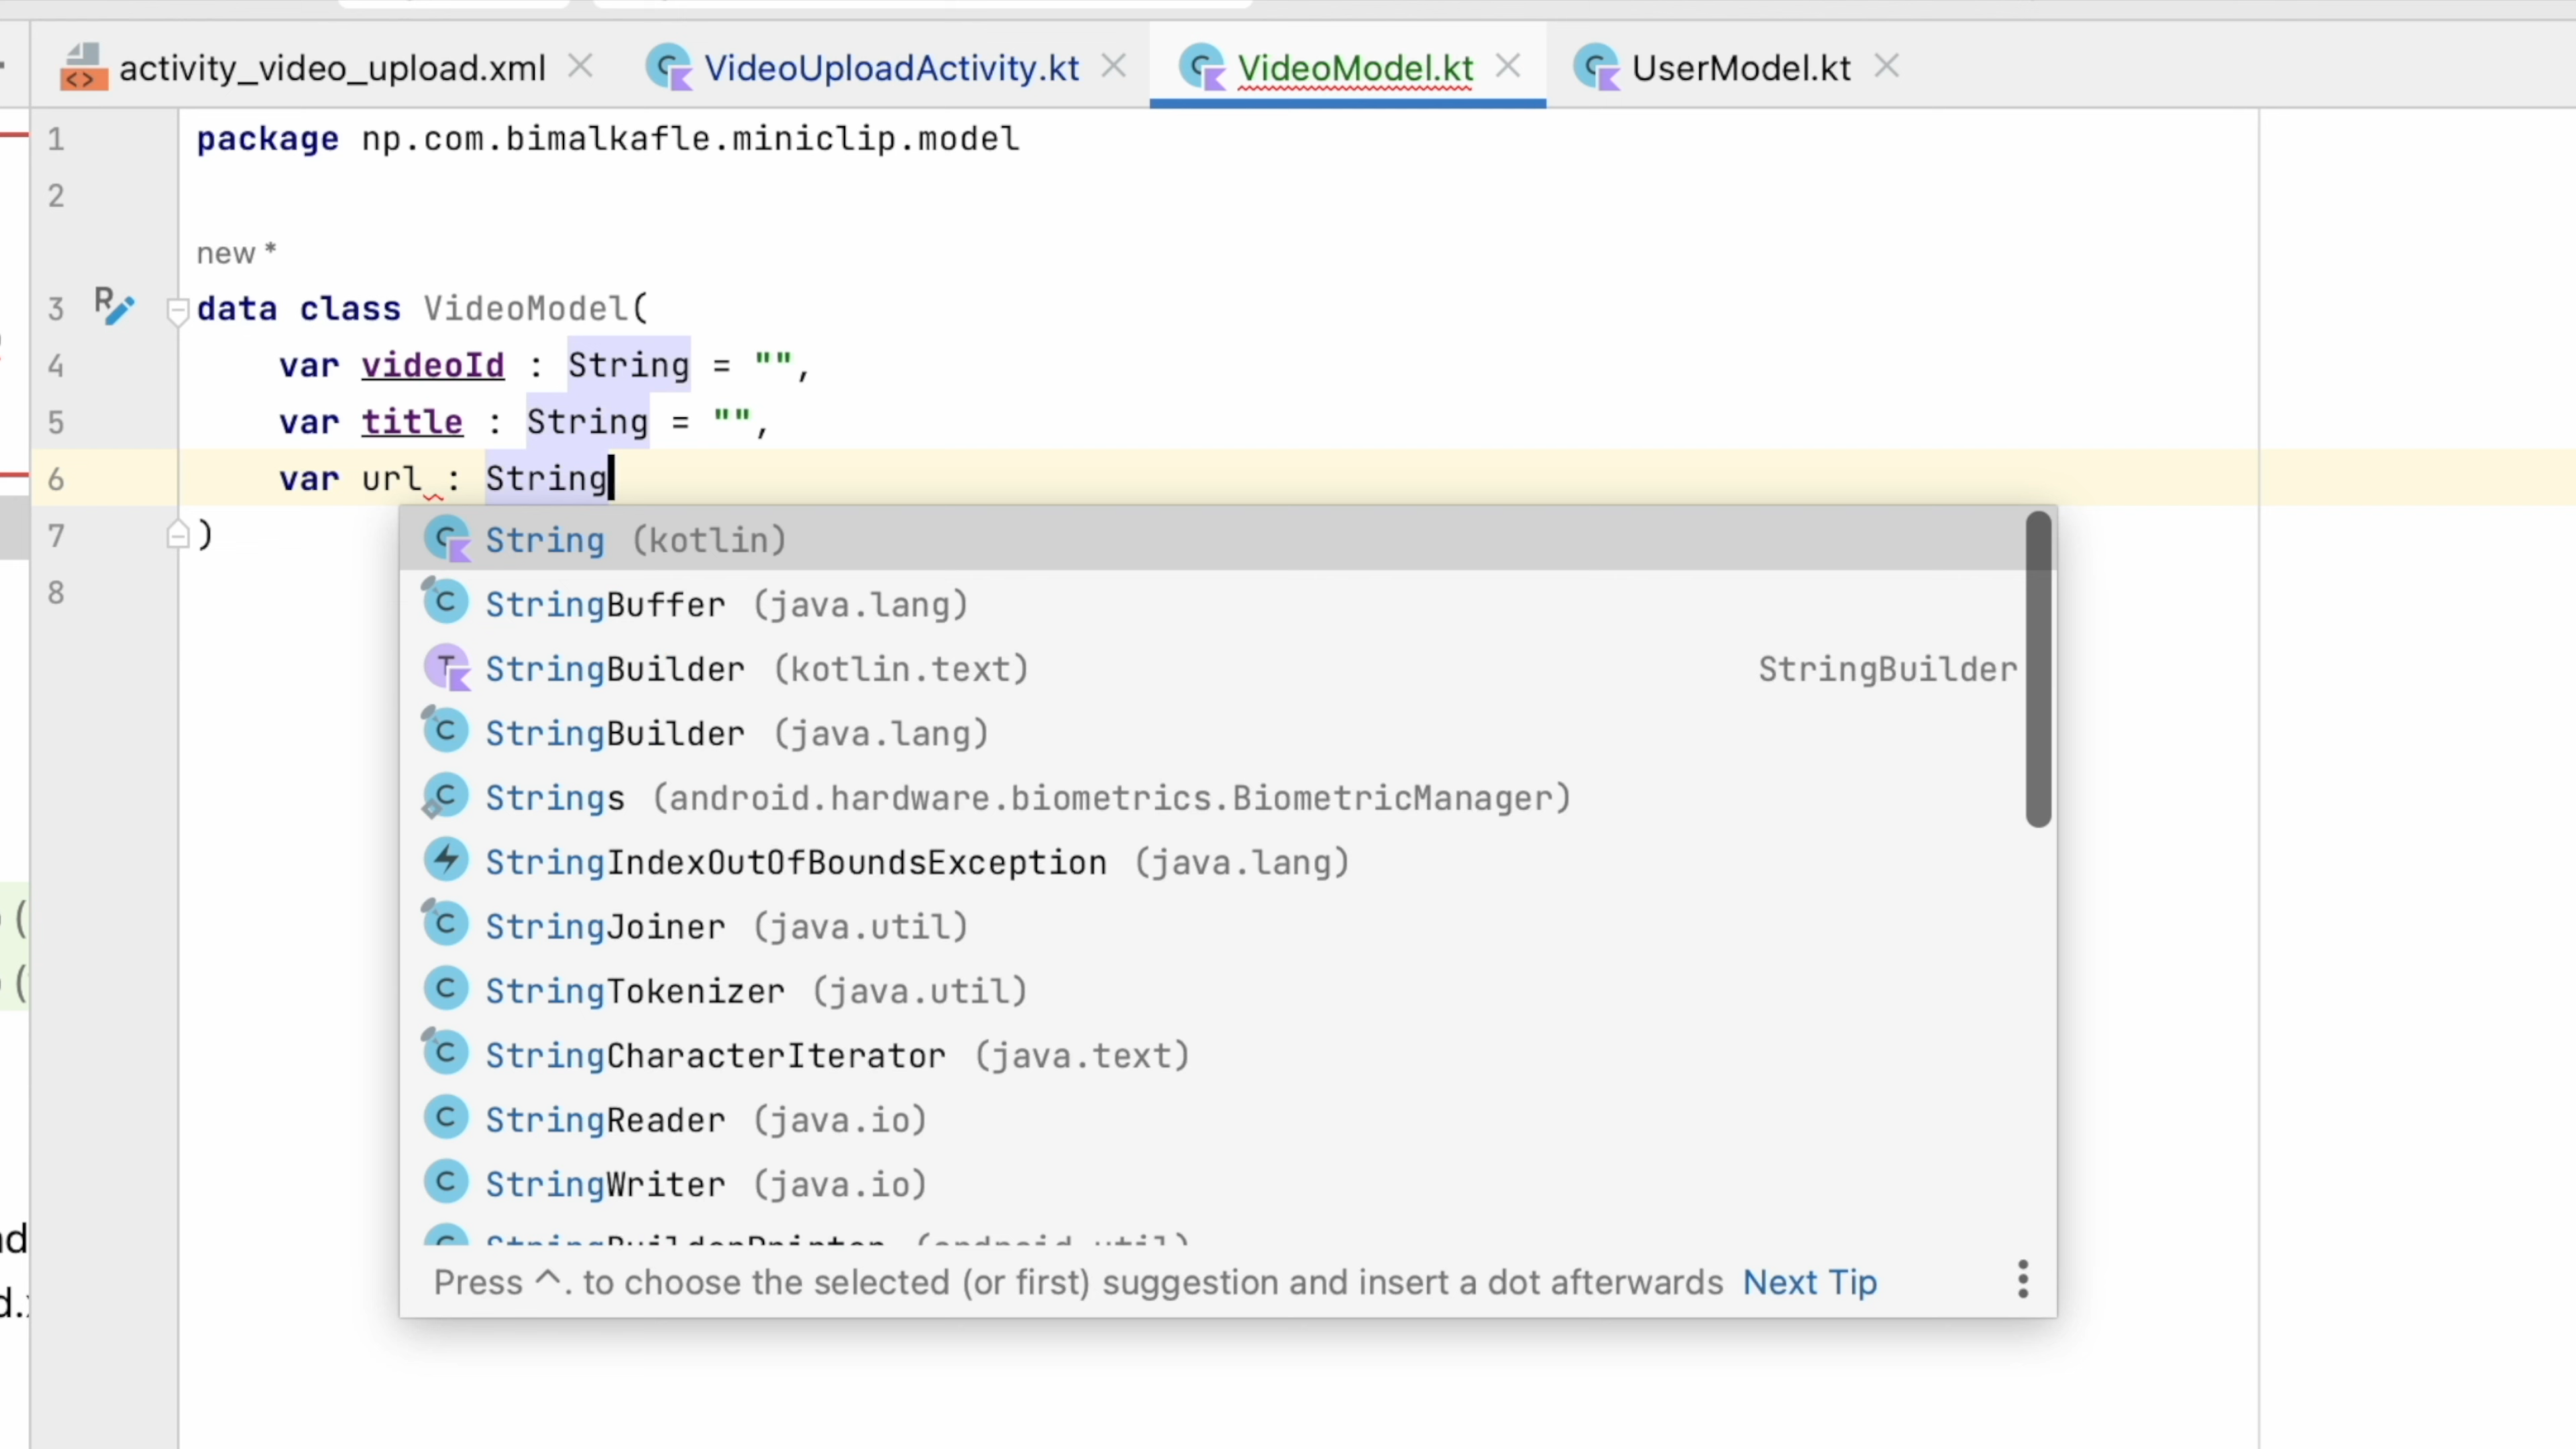 activity_video_upload.xml VideoUploadActivity.kt VideoModel.kt UserModel.kt
1 package np.com.bimalkafle.miniclip.model
2
new *
3 data class VideoModel(
4 var videoId : String = "",
5 var title : String = "",
6 var url : String
7 )
8
String (kotlin)
StringBuffer (java.lang)
StringBuilder (kotlin.text) StringBuilder
StringBuilder (java.lang)
Strings (android.hardware.biometrics.BiometricManager)
StringIndexOutOfBoundsException (java.lang)
StringJoiner (java.util)
StringTokenizer (java.util)
StringCharacterIterator (java.text)
StringReader (java.io)
StringWriter (java.io)
StringBuilderPrinter (android.util)
Press ^. to choose the selected (or first) suggestion and insert a dot afterwards Next Tip